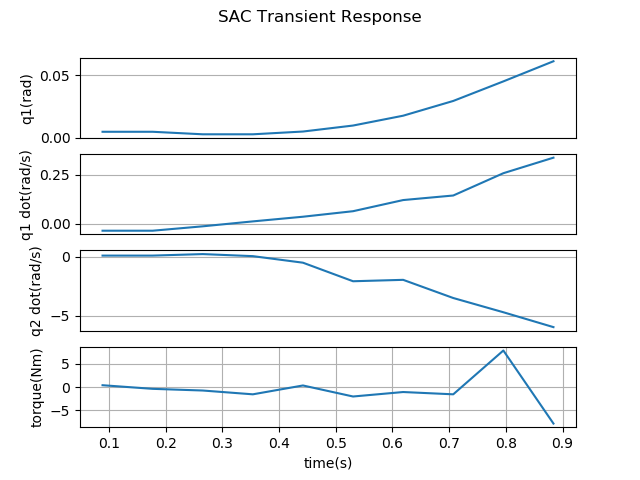 SAC Transient Response
q1(rad)
0.05
0.00
q1 dot(rad/s)
0.25
0.00
q2 dot(rad/s)
0
−5
torque(Nm)
5
0
−5
0.1 0.2 0.3 0.4 0.5 0.6 0.7 0.8 0.9
time(s)